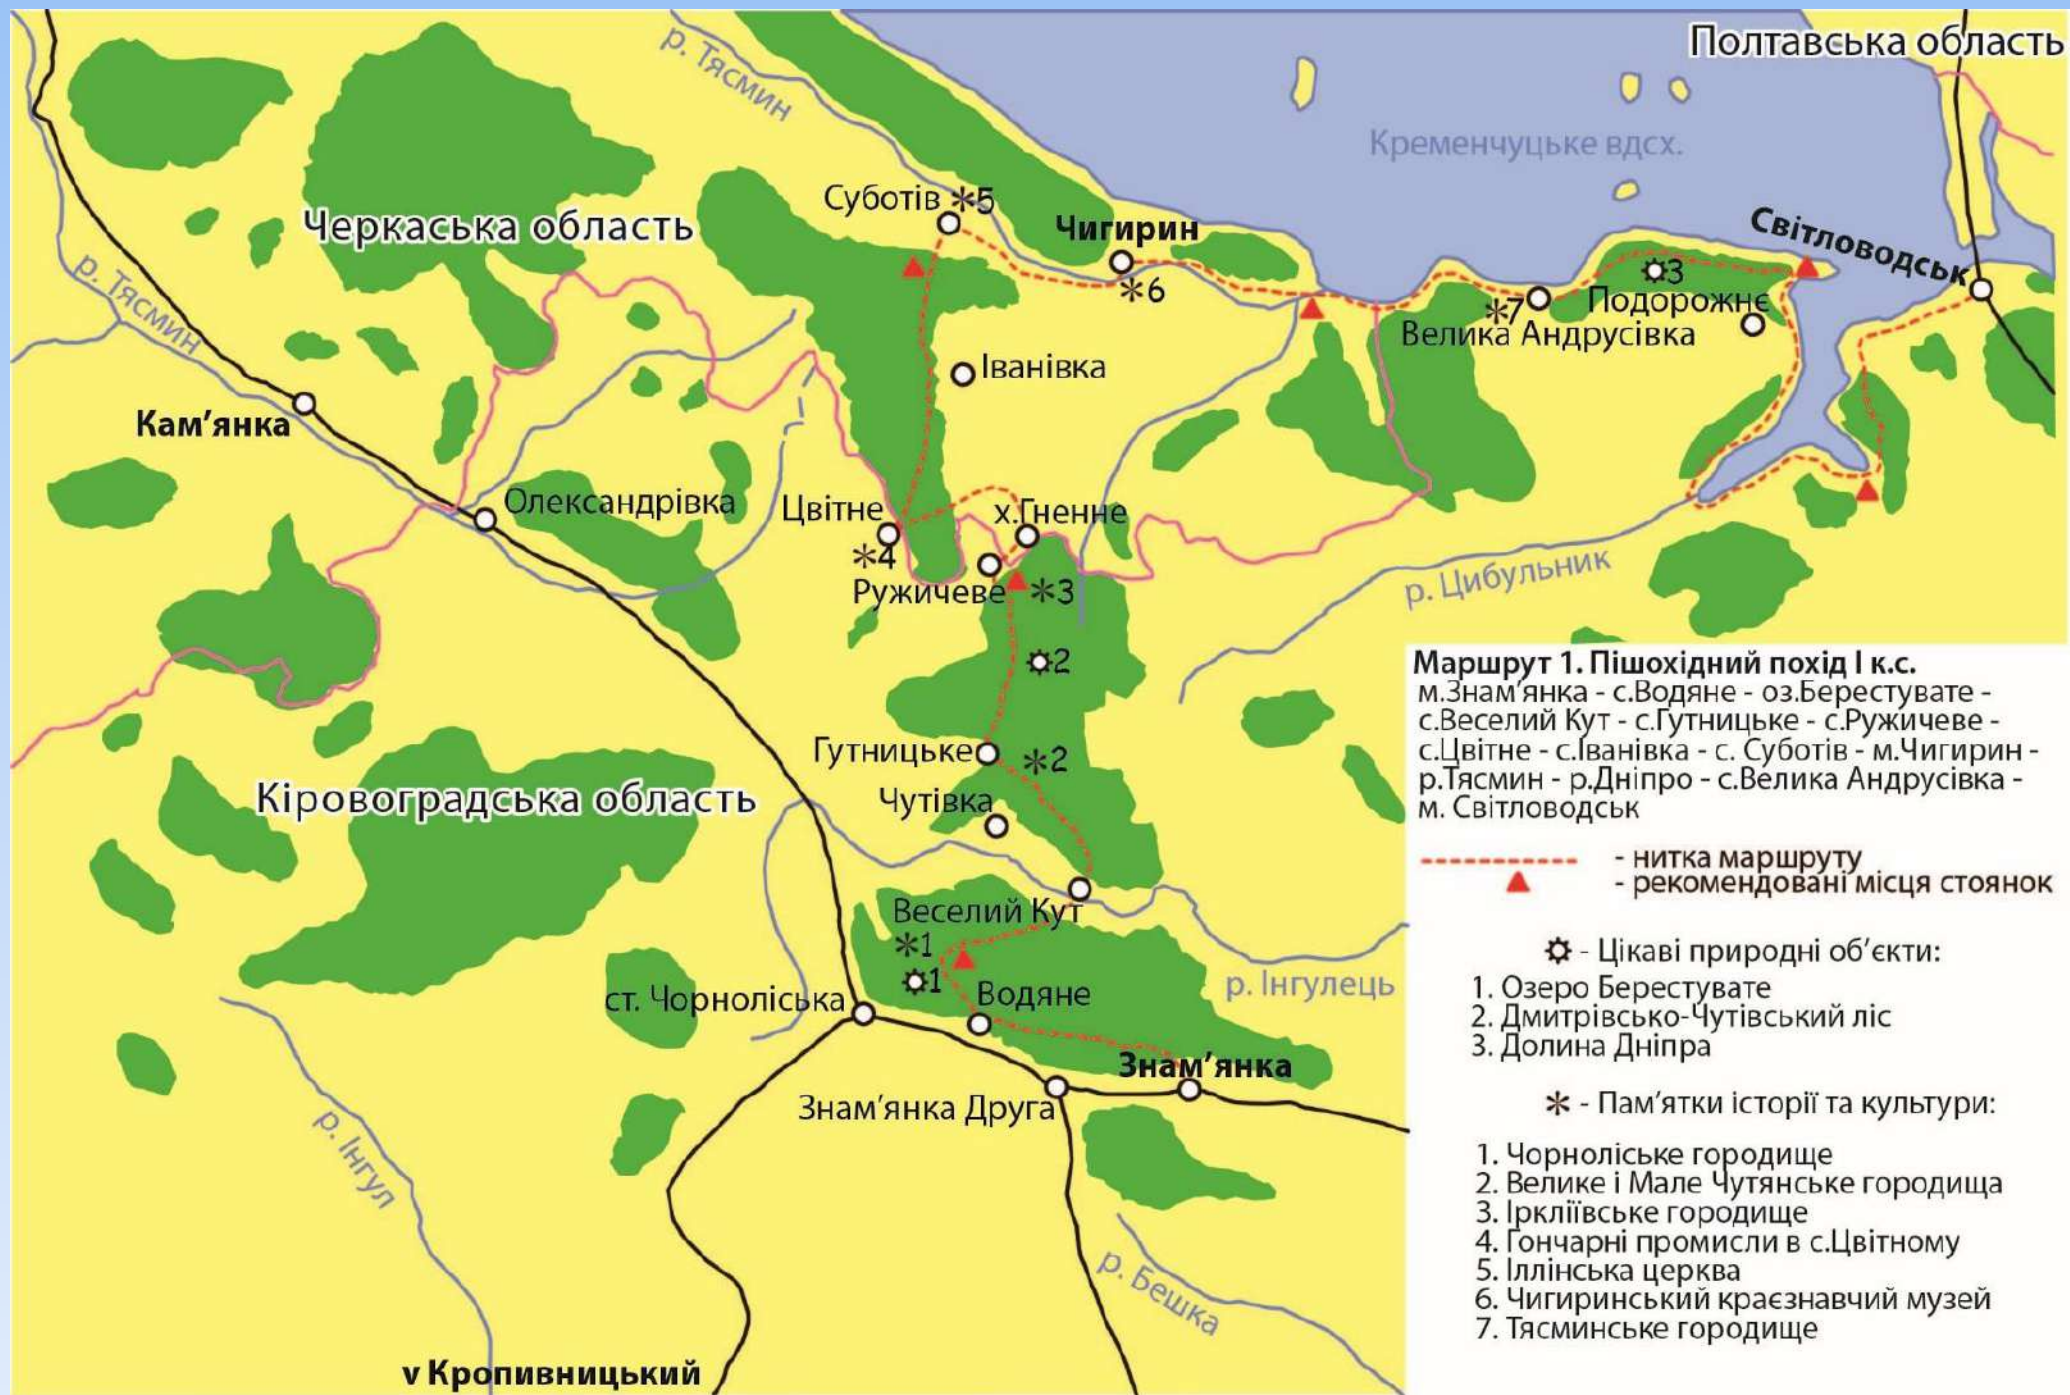 Полтавська область
р. Тясмин
Кременчуцьке вдсх.
Суботів *5
Черкаська область
Чигирин
*6
Світловодськ
3
Подорожнє
*7
Велика Андрусівка
р. Тясмин
Іванівка
Кам'янка
Олександрівка
Цвітне
*4
х.Гненне
Ружичеве
*3
р. Цибульник
2
Гутницьке
*2
Чутівка
Кіровоградська область
Веселий Кут
*1
1
Водяне
ст. Чорноліська
р. Інгулець
Знам'янка
Знам'янка Друга
р. Інгул
р. Бешка
v Кропивницький
Маршрут 1. Пішохідний похід І к.с.
м.Знам'янка - с.Водяне - оз.Берестувате -
с.Веселий Кут - с.Гутницьке - с.Ружичеве -
с.Цвітне - с.Іванівка - с. Суботів - м.Чигирин -
р.Тясмин - р.Дніпро - с.Велика Андрусівка -
м. Світловодськ
- нитка маршруту
- рекомендовані місця стоянок
- Цікаві природні об'єкти:
1. Озеро Берестувате
2. Дмитрівсько-Чутівський ліс
3. Долина Дніпра
* - Пам'ятки історії та культури:
1. Чорноліське городище
2. Велике і Мале Чутянське городища
3. Іркліївське городище
4. Гончарні промисли в с.Цвітному
5. Іллінська церква
6. Чигиринський краєзнавчий музей
7. Тясминське городище